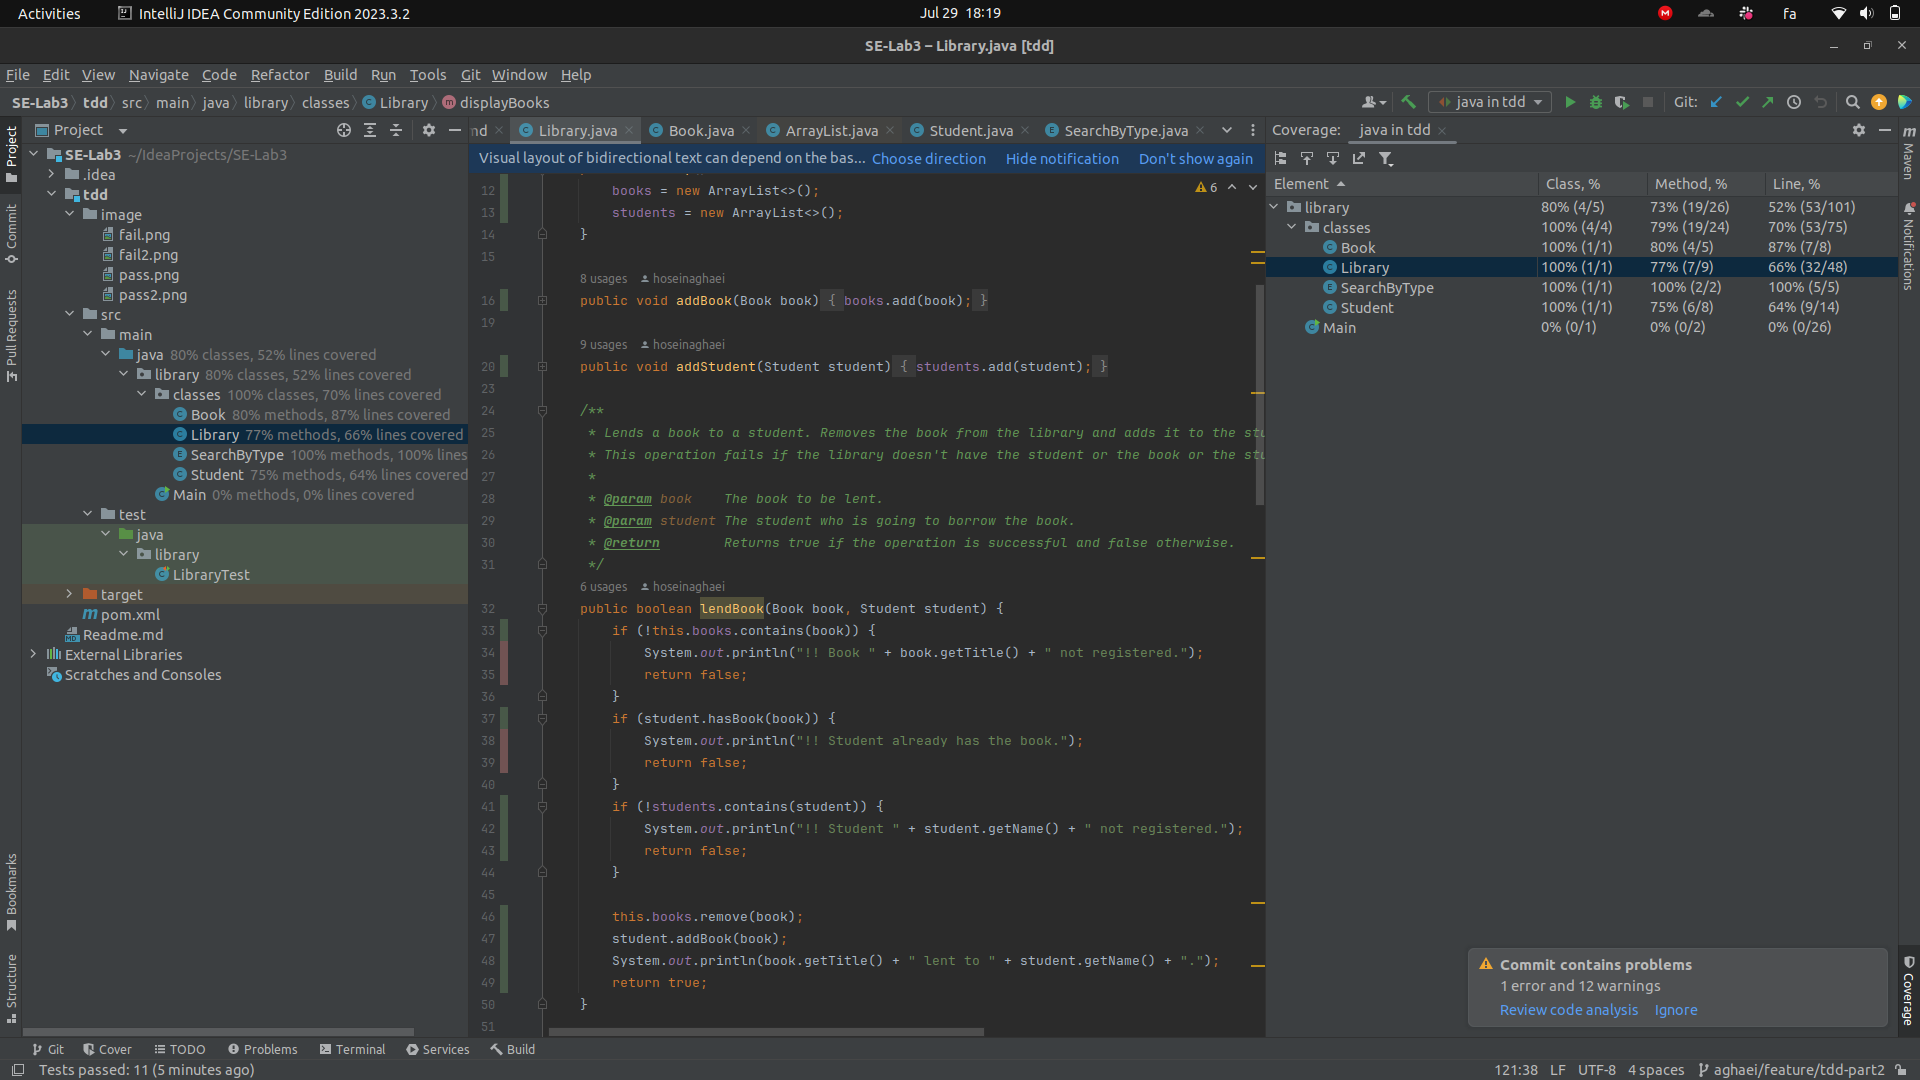 Activities IntelliJ IDEA Community Edition 2023.3.2 Jul 29 18:19 fa
SE-Lab3 – Library.java [tdd]
File Edit View Navigate Code Refactor Build Run Tools Git Window Help
SE-Lab3 tdd src main java library classes Library displayBooks java in tdd Git:
Project
md Library.java Book.java ArrayList.java Student.java SearchByType.java
Visual layout of bidirectional text can depend on the bas... Choose direction Hide notification Don't show again
Project
Commit
Pull Requests
Bookmarks
Structure
SE-Lab3 ~/IdeaProjects/SE-Lab3
.idea
tdd
image
fail.png
fail2.png
pass.png
pass2.png
src
main
java 80% classes, 52% lines covered
library 80% classes, 52% lines covered
classes 100% classes, 70% lines covered
Book 80% methods, 87% lines covered
Library 77% methods, 66% lines covered
SearchByType 100% methods, 100% lines
Student 75% methods, 64% lines covered
Main 0% methods, 0% lines covered
test
java
library
LibraryTest
target
pom.xml
Readme.md
External Libraries
Scratches and Consoles
6
12 books = new ArrayList<>();
13 students = new ArrayList<>();
14 }
15
8 usages hoseinaghaei
16 public void addBook(Book book) { books.add(book); }
19
9 usages hoseinaghaei
20 public void addStudent(Student student) { students.add(student); }
23
24 /**
25 * Lends a book to a student. Removes the book from the library and adds it to the stu
26 * This operation fails if the library doesn't have the student or the book or the stu
27 *
28 * @param book The book to be lent.
29 * @param student The student who is going to borrow the book.
30 * @return Returns true if the operation is successful and false otherwise.
31 */
6 usages hoseinaghaei
32 public boolean lendBook(Book book, Student student) {
33 if (!this.books.contains(book)) {
34 System.out.println("!! Book " + book.getTitle() + " not registered.");
35 return false;
36 }
37 if (student.hasBook(book)) {
38 System.out.println("!! Student already has the book.");
39 return false;
40 }
41 if (!students.contains(student)) {
42 System.out.println("!! Student " + student.getName() + " not registered.");
43 return false;
44 }
45
46 this.books.remove(book);
47 student.addBook(book);
48 System.out.println(book.getTitle() + " lent to " + student.getName() + ".");
49 return true;
50 }
51
Coverage: java in tdd
Element Class, % Method, % Line, %
library 80% (4/5) 73% (19/26) 52% (53/101)
classes 100% (4/4) 79% (19/24) 70% (53/75)
Book 100% (1/1) 80% (4/5) 87% (7/8)
Library 100% (1/1) 77% (7/9) 66% (32/48)
SearchByType 100% (1/1) 100% (2/2) 100% (5/5)
Student 100% (1/1) 75% (6/8) 64% (9/14)
Main 0% (0/1) 0% (0/2) 0% (0/26)
Maven
Notifications
Coverage
Commit contains problems
1 error and 12 warnings
Review code analysis Ignore
Git Cover TODO Problems Terminal Services Build
Tests passed: 11 (5 minutes ago) 121:38 LF UTF-8 4 spaces aghaei/feature/tdd-part2